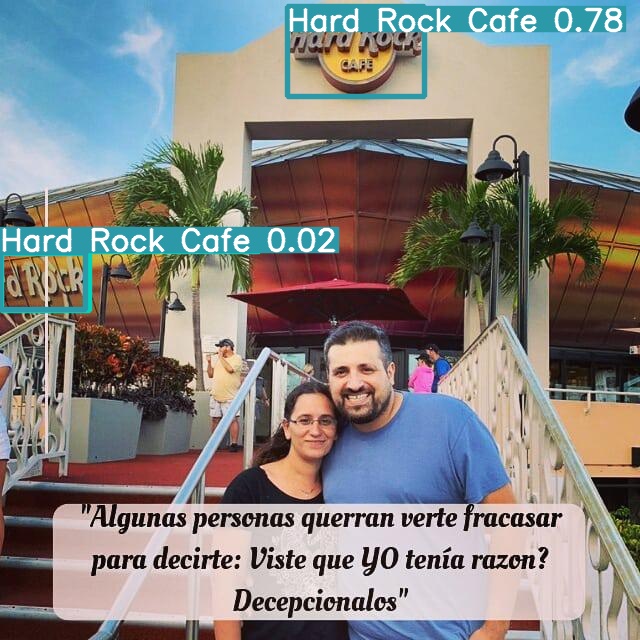 Hard Rock Cafe 0.78
Hard Rock
CAFE
Hard Rock Cafe 0.02
d Rock
"Algunas personas querran verte fracasar
para decirte: Viste que YO tenía razon?
Decepcionalos"